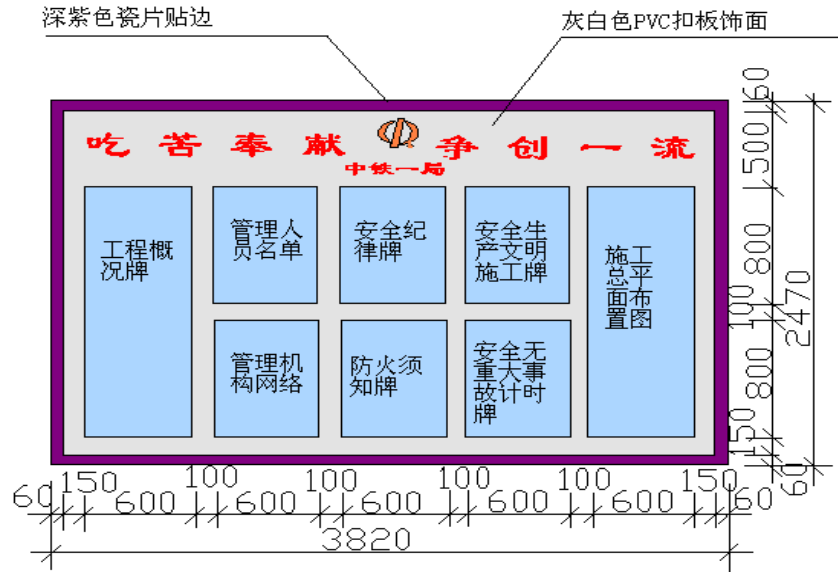 深紫色瓷片贴边
灰白色PVC扣板饰面
吃苦奉献 争创一流
中铁一局
工程概
况牌
管理人
员名单
安全纪
律牌
安全生
产文明
施工牌
施工
总平
面布
置图
管理机
构网络
防火须
知牌
安全无
重大事
故计时
牌
60
500
800
100
800
150
60
2470
60
150
600
100
600
100
600
100
600
100
600
150
60
3820